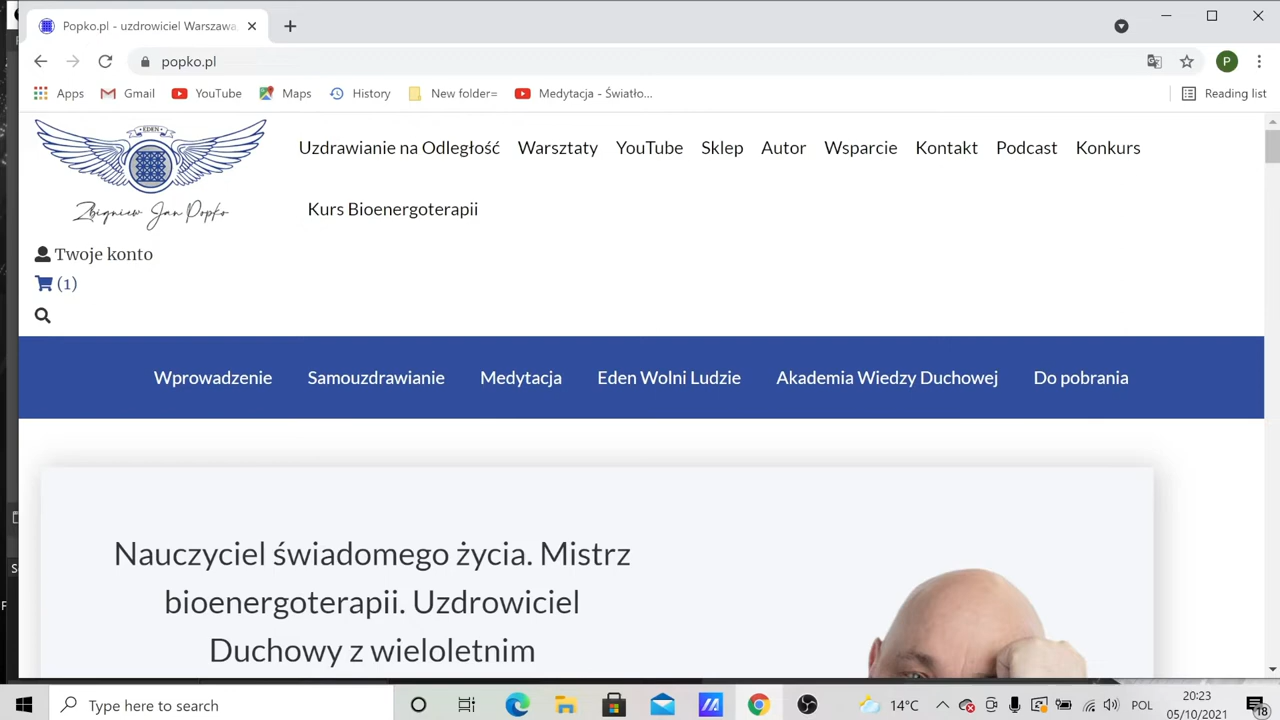 Popko.pl - uzdrowiciel Warszawa,
popko.pl
P
Apps Gmail YouTube Maps History New folder= Medytacja - Światło... Reading list
EDEN
Zbigniew Jan Popko
Uzdrawianie na Odległość Warsztaty YouTube Sklep Autor Wsparcie Kontakt Podcast Konkurs
Kurs Bioenergoterapii
Twoje konto
(1)
Wprowadzenie Samouzdrawianie Medytacja Eden Wolni Ludzie Akademia Wiedzy Duchowej Do pobrania
Nauczyciel świadomego życia. Mistrz
bioenergoterapii. Uzdrowiciel
Duchowy z wieloletnim
Type here to search 14°C POL 20:23
05/10/2021 18